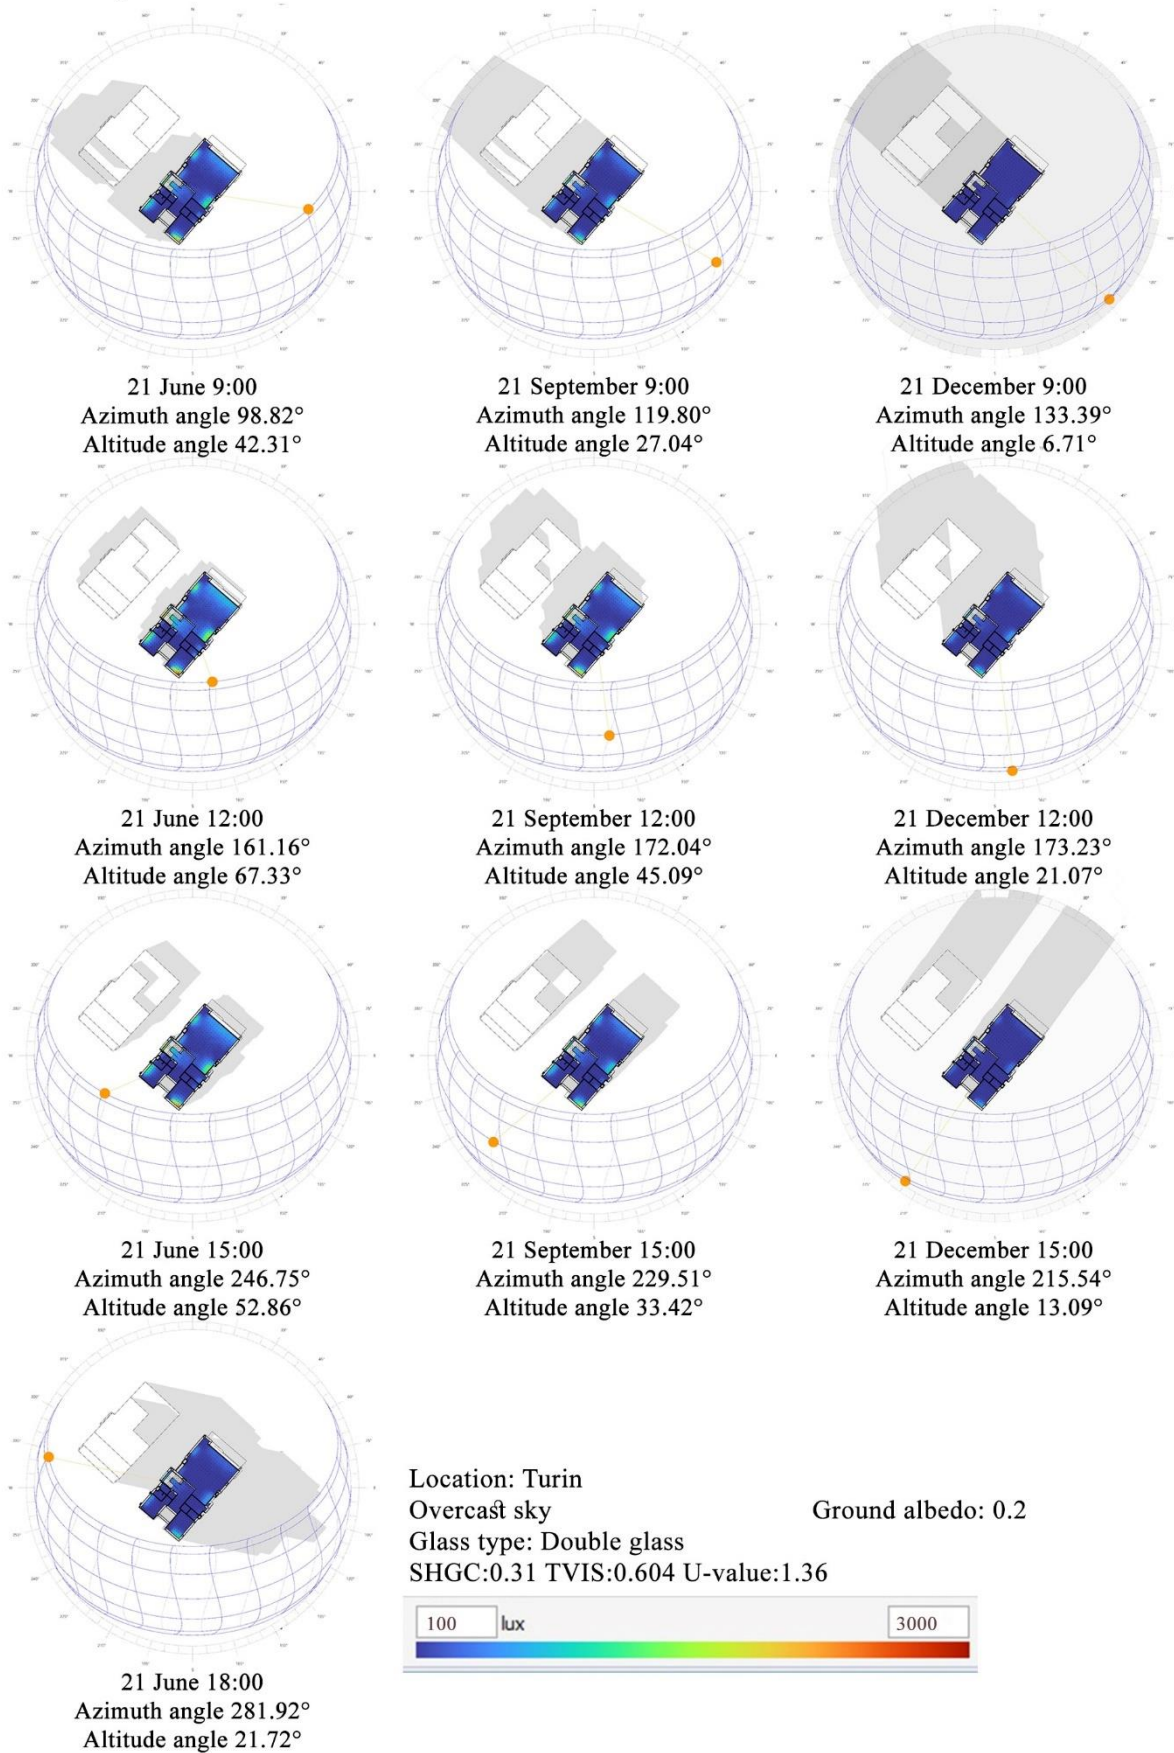 21 June 9:00
Azimuth angle 98.82°
Altitude angle 42.31°
21 September 9:00
Azimuth angle 119.80°
Altitude angle 27.04°
21 December 9:00
Azimuth angle 133.39°
Altitude angle 6.71°
21 June 12:00
Azimuth angle 161.16°
Altitude angle 67.33°
21 September 12:00
Azimuth angle 172.04°
Altitude angle 45.09°
21 December 12:00
Azimuth angle 173.23°
Altitude angle 21.07°
21 June 15:00
Azimuth angle 246.75°
Altitude angle 52.86°
21 September 15:00
Azimuth angle 229.51°
Altitude angle 33.42°
21 December 15:00
Azimuth angle 215.54°
Altitude angle 13.09°
21 June 18:00
Azimuth angle 281.92°
Altitude angle 21.72°
Location: Turin
Overcast sky Ground albedo: 0.2
Glass type: Double glass
SHGC:0.31 TVIS:0.604 U-value:1.36
100 lux 3000